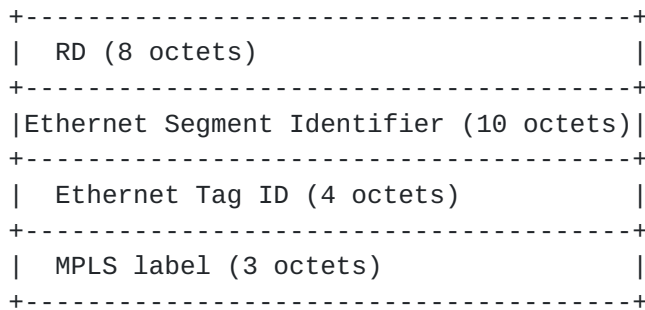 +---------------------------------------+
|  RD (8 octets)                        |
+---------------------------------------+
|Ethernet Segment Identifier (10 octets)|
+---------------------------------------+
|  Ethernet Tag ID (4 octets)           |
+---------------------------------------+
|  MPLS label (3 octets)                |
+---------------------------------------+